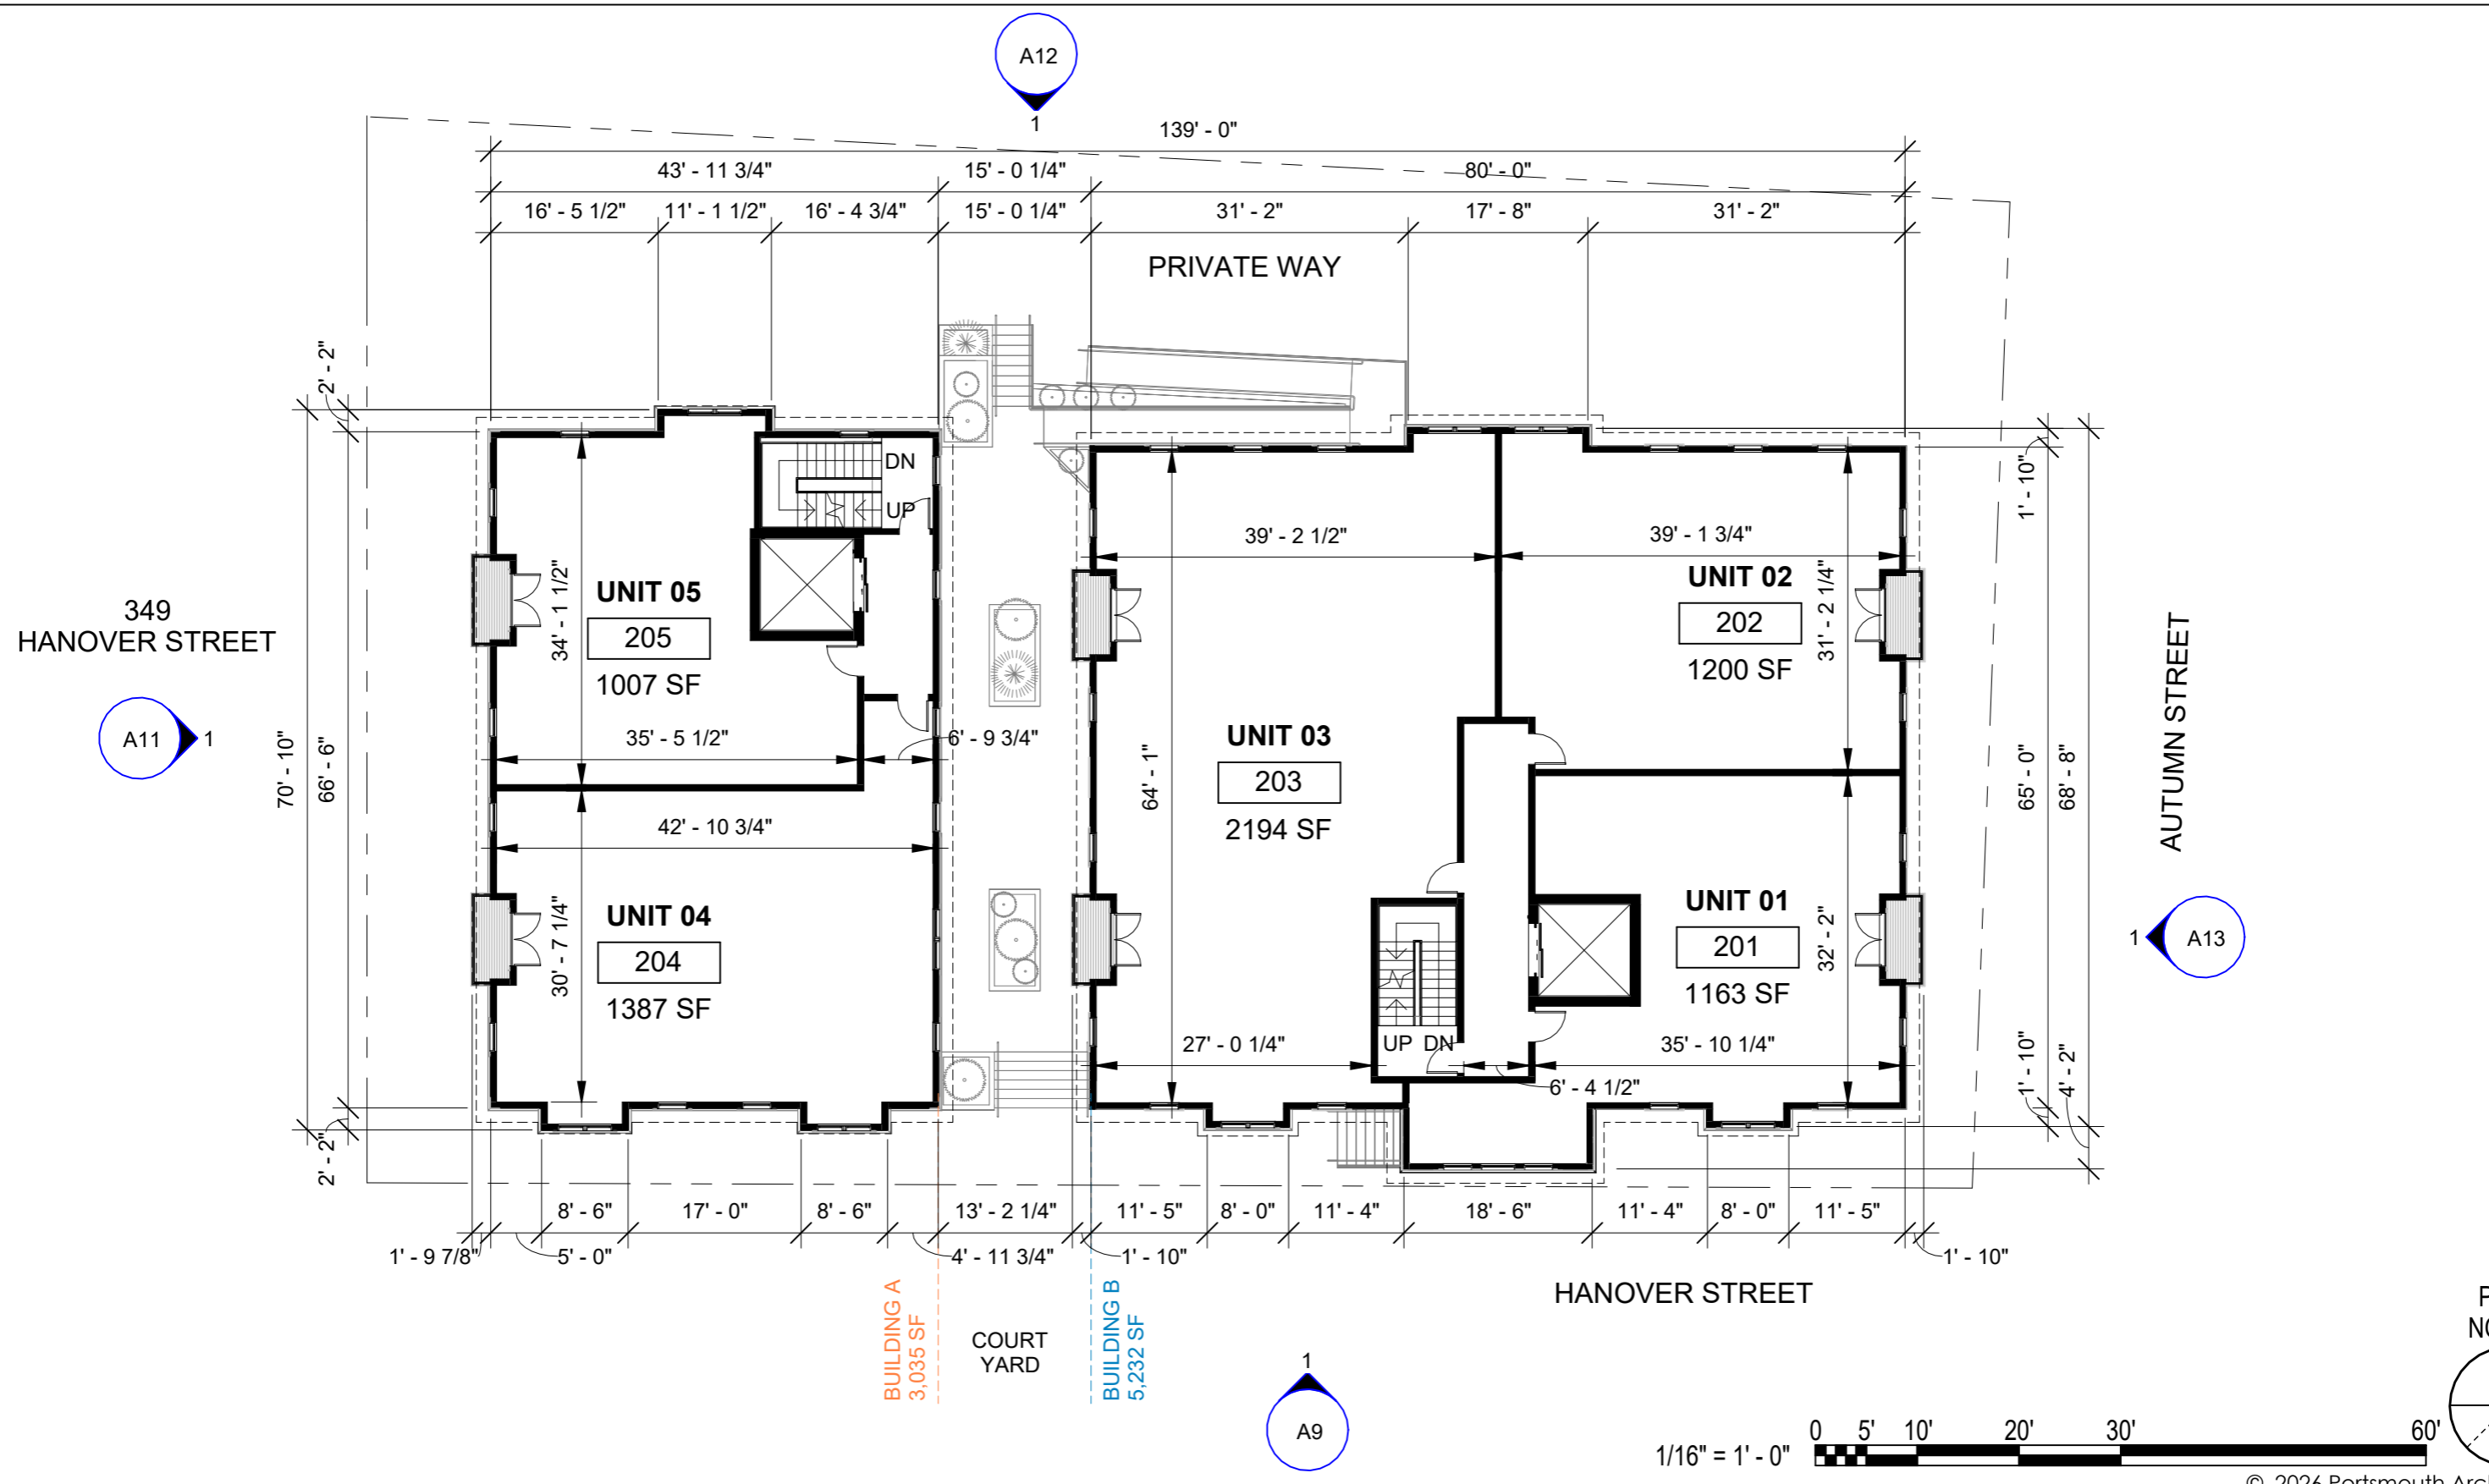 A12
1
139' - 0"
43' - 11 3/4"
15' - 0 1/4"
80' - 0"
16' - 5 1/2"
11' - 1 1/2"
16' - 4 3/4"
15' - 0 1/4"
31' - 2"
17' - 8"
31' - 2"
PRIVATE WAY
2' - 2"
DN
UP
1' - 10"
39' - 2 1/2"
39' - 1 3/4"
349
HANOVER STREET
34' - 1 1/2"
UNIT 05
205
1007 SF
UNIT 02
202
1200 SF
31' - 2 1/4"
AUTUMN STREET
A11
1
70' - 10"
66' - 6"
35' - 5 1/2"
6' - 9 3/4"
UNIT 03
203
2194 SF
64' - 1"
65' - 0"
68' - 8"
42' - 10 3/4"
30' - 7 1/4"
UNIT 04
204
1387 SF
UNIT 01
201
1163 SF
32' - 2"
1
A13
27' - 0 1/4"
UP
DN
35' - 10 1/4"
6' - 4 1/2"
1' - 10"
4' - 2"
2' - 2"
8' - 6"
17' - 0"
8' - 6"
13' - 2 1/4"
11' - 5"
8' - 0"
11' - 4"
18' - 6"
11' - 4"
8' - 0"
11' - 5"
1' - 9 7/8"
5' - 0"
4' - 11 3/4"
1' - 10"
1' - 10"
BUILDING A
3,035 SF
COURT
YARD
BUILDING B
5,232 SF
HANOVER STREET
1
A9
1/16" = 1' - 0"
0 5' 10' 20' 30' 60'